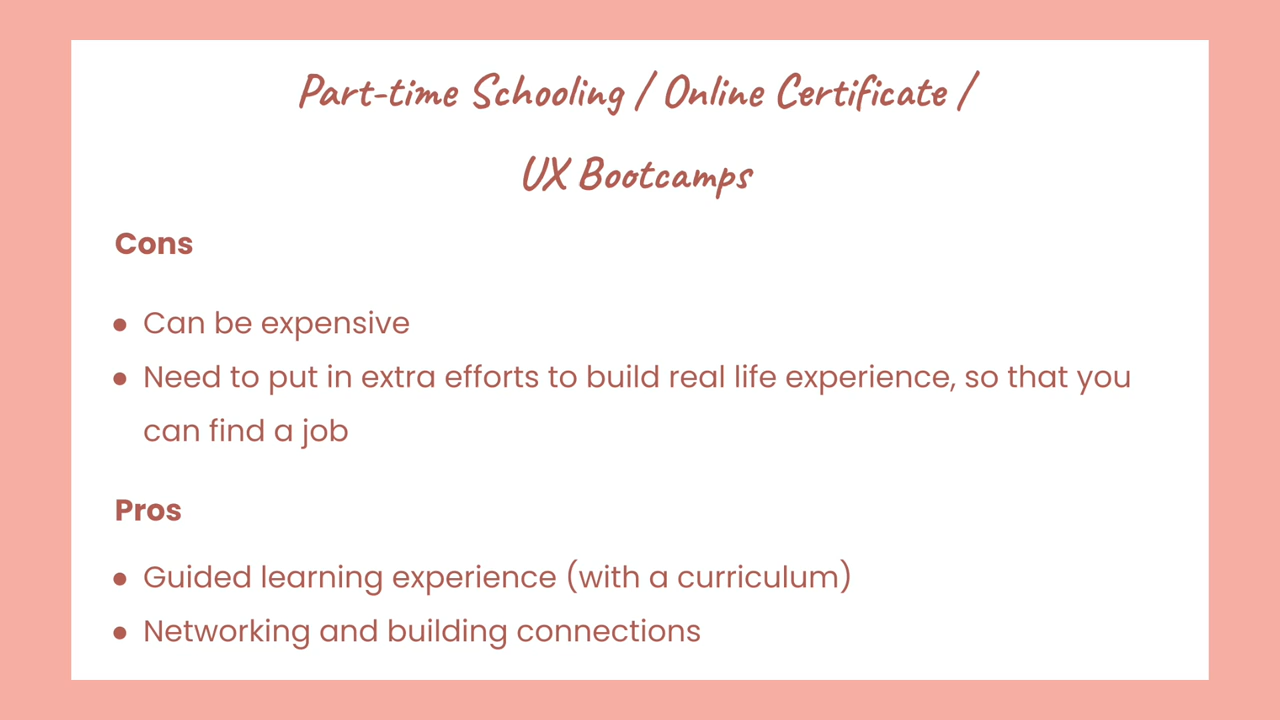 Part-time Schooling / Online Certificate /
UX Bootcamps
Cons
● Can be expensive
● Need to put in extra efforts to build real life experience, so that you
can find a job
Pros
● Guided learning experience (with a curriculum)
● Networking and building connections